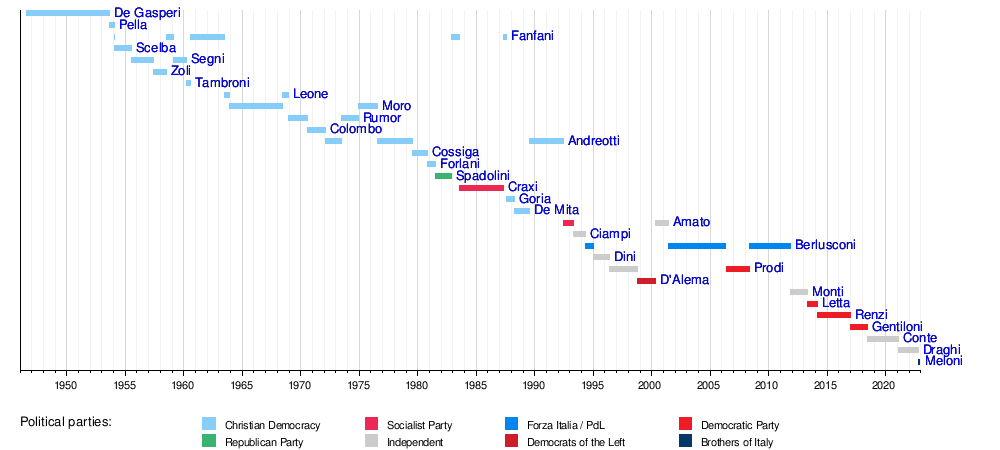 De Gasperi
Pella
Fanfani
Scelba
Segni
Zoli
Tambroni
Leone
Moro
Rumor
Colombo
Andreotti
Cossiga
Forlani
Spadolini
Craxi
Goria
De Mita
Amato
Ciampi
Berlusconi
Dini
Prodi
D'Alema
Monti
Letta
Renzi
Gentiloni
Conte
Draghi
Meloni
1950 1955 1960 1965 1970 1975 1980 1985 1990 1995 2000 2005 2010 2015 2020
Political parties:
Christian Democracy Socialist Party Forza Italia / PdL Democratic Party
Republican Party Independent Democrats of the Left Brothers of Italy